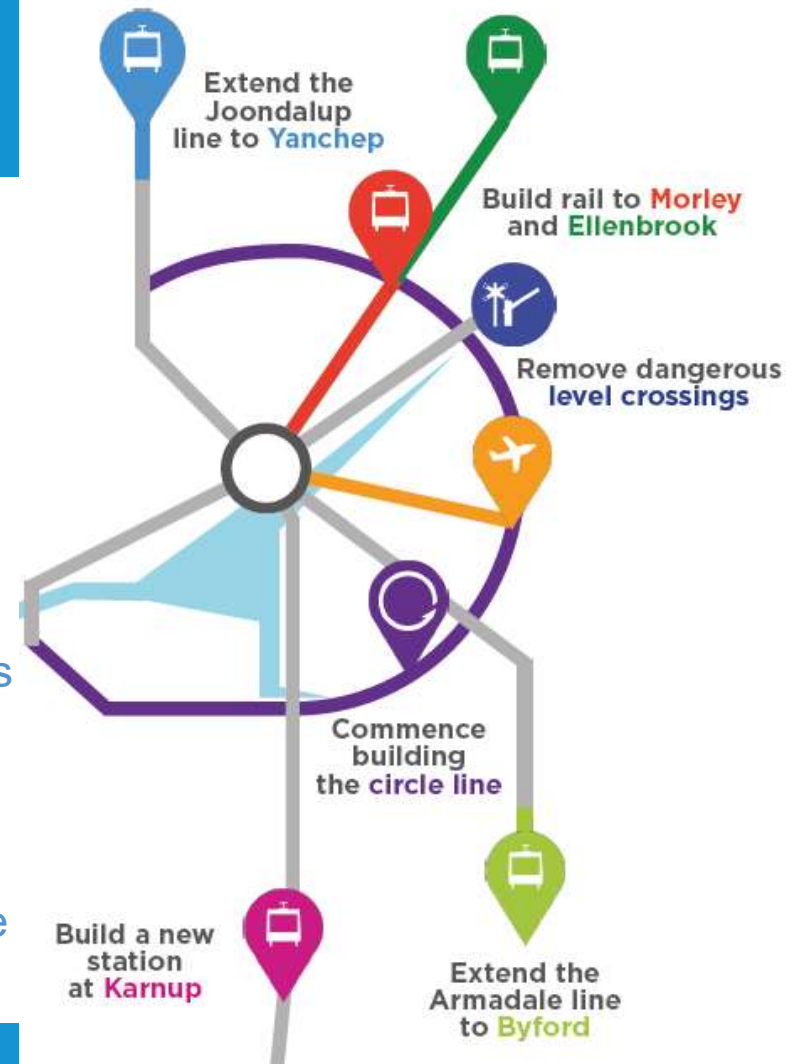 Extend the
Joondalup
line to Yanchep
Build rail to Morley
and Ellenbrook
Remove dangerous
level crossings
s
Commence
building
the circle line
e
Build a new
station
at Karnup
Extend the
Armadale line
to Byford